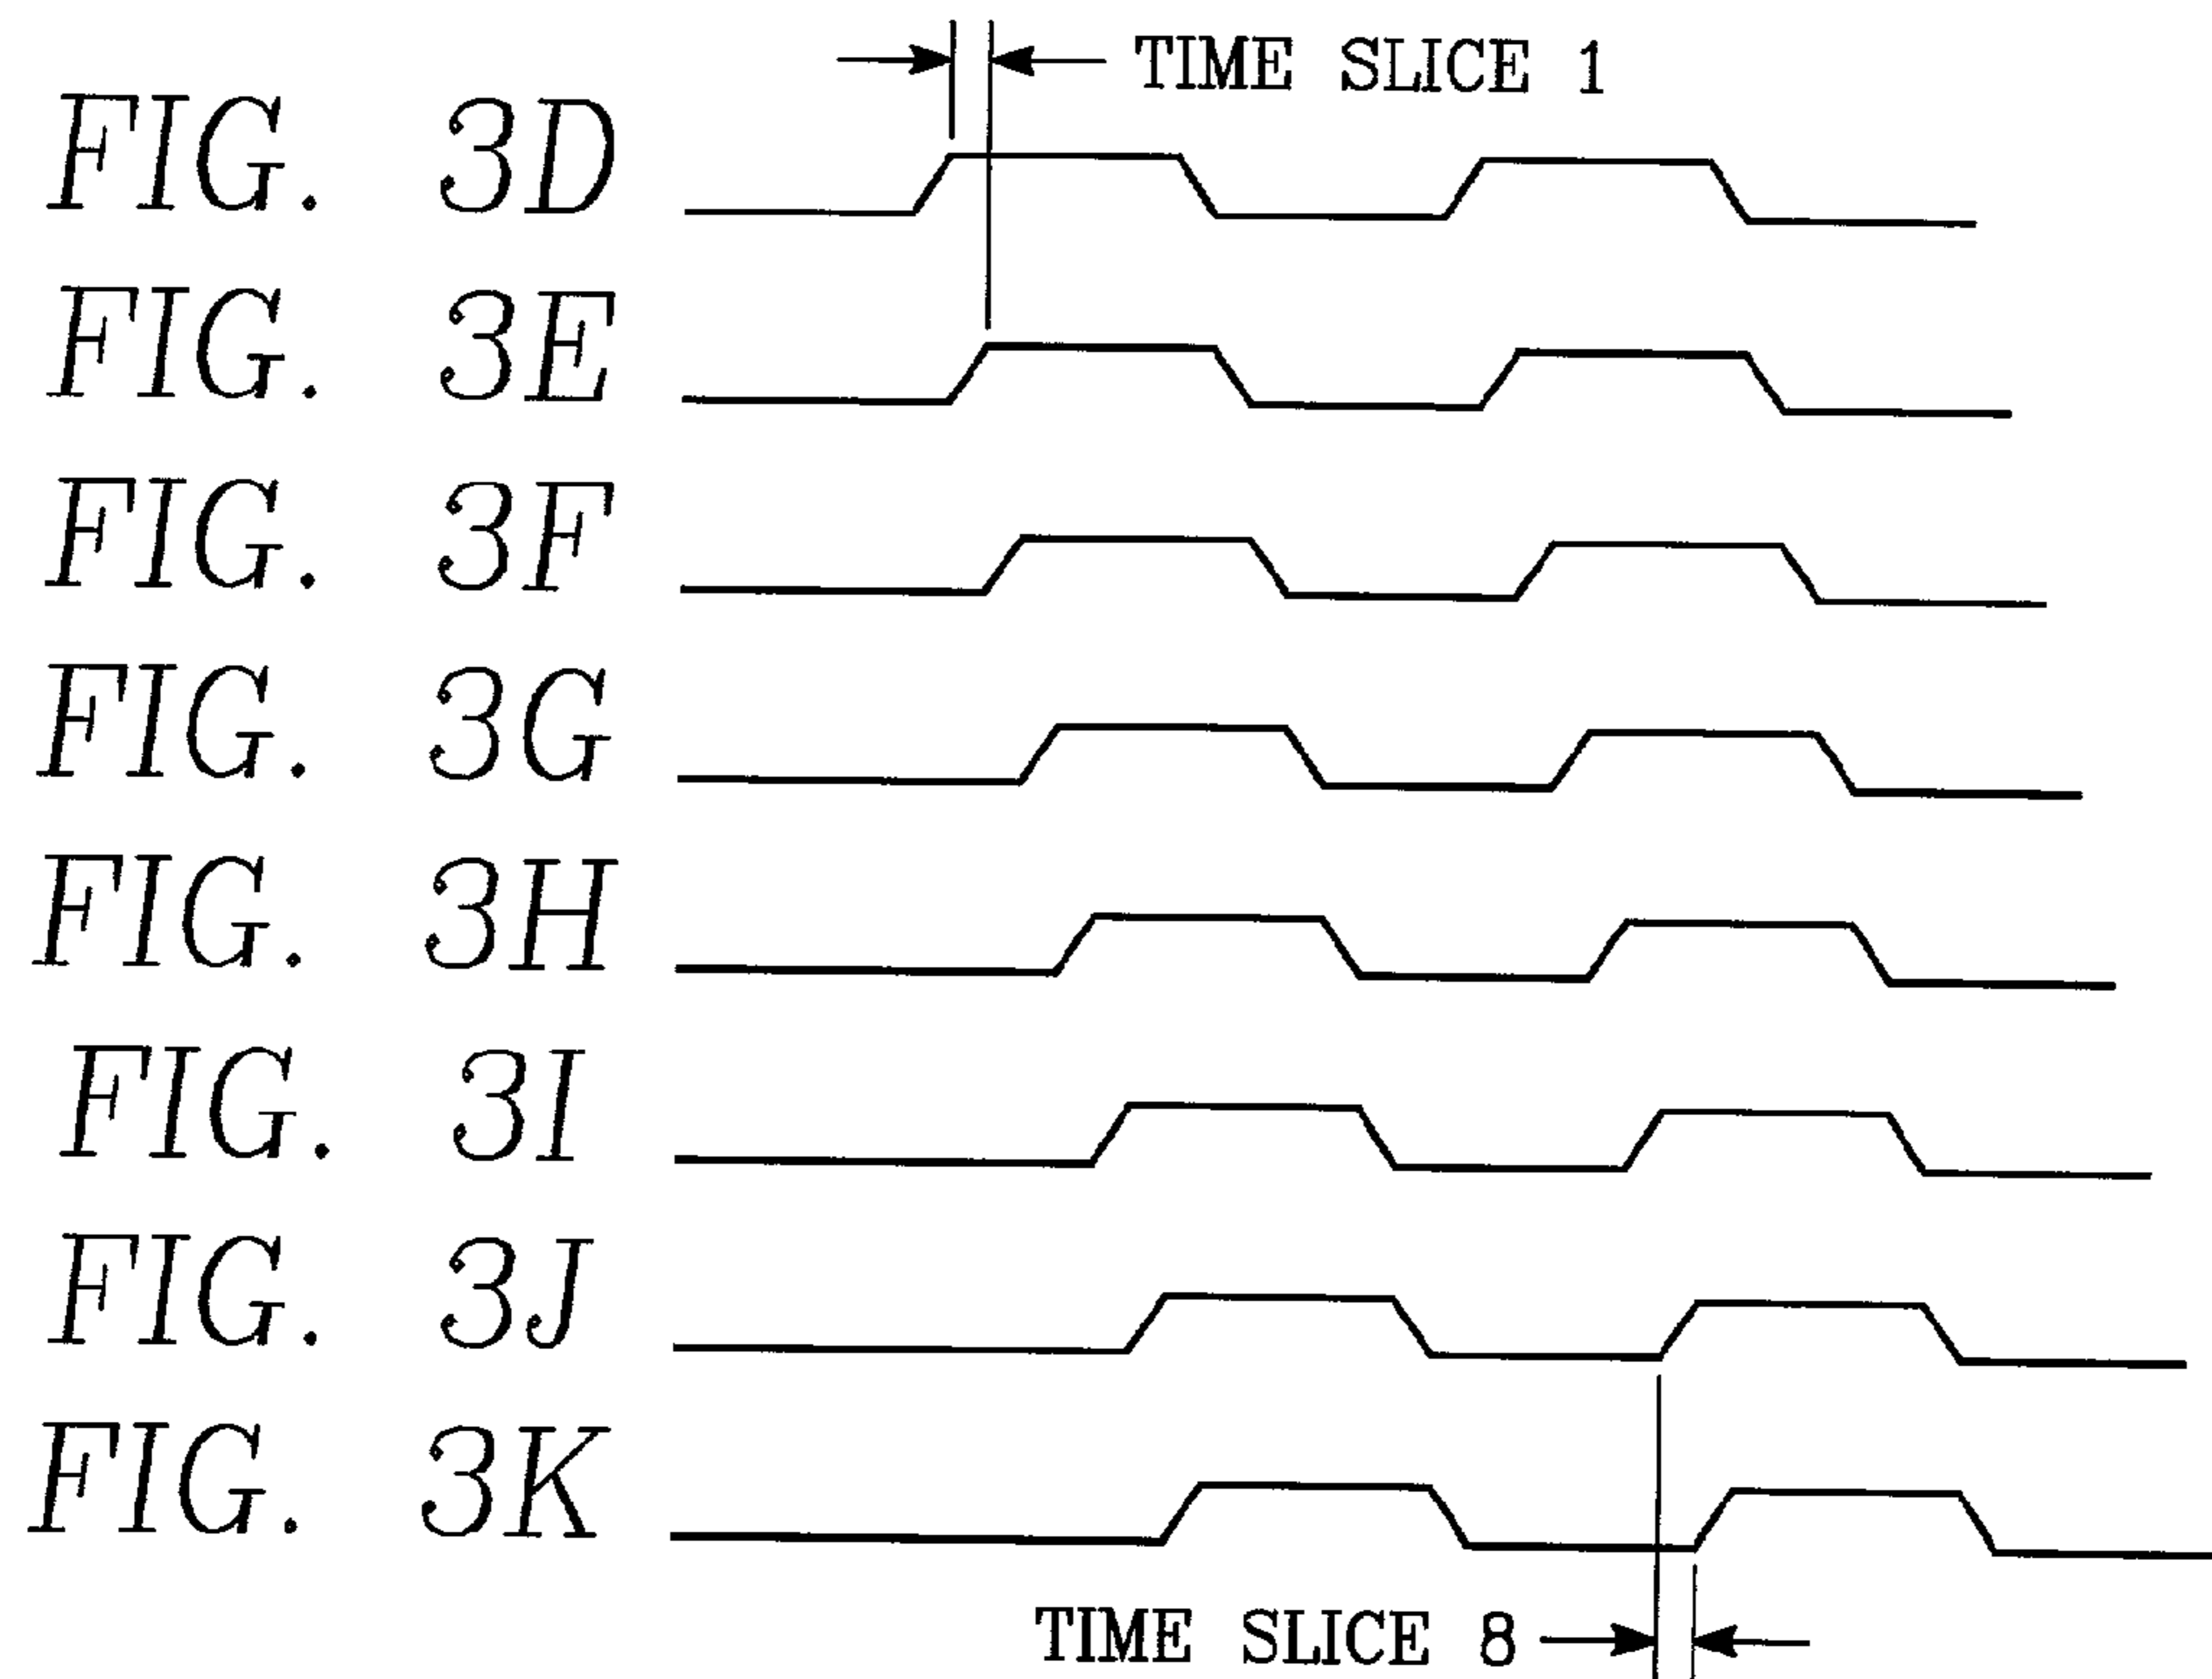 TIME SLICE 1
FIG. 3D
FIG. 3E
FIG. 3F
FIG. 3G
FIG. 3H
FIG. 3I
FIG. 3J
FIG. 3K
TIME SLICE 8